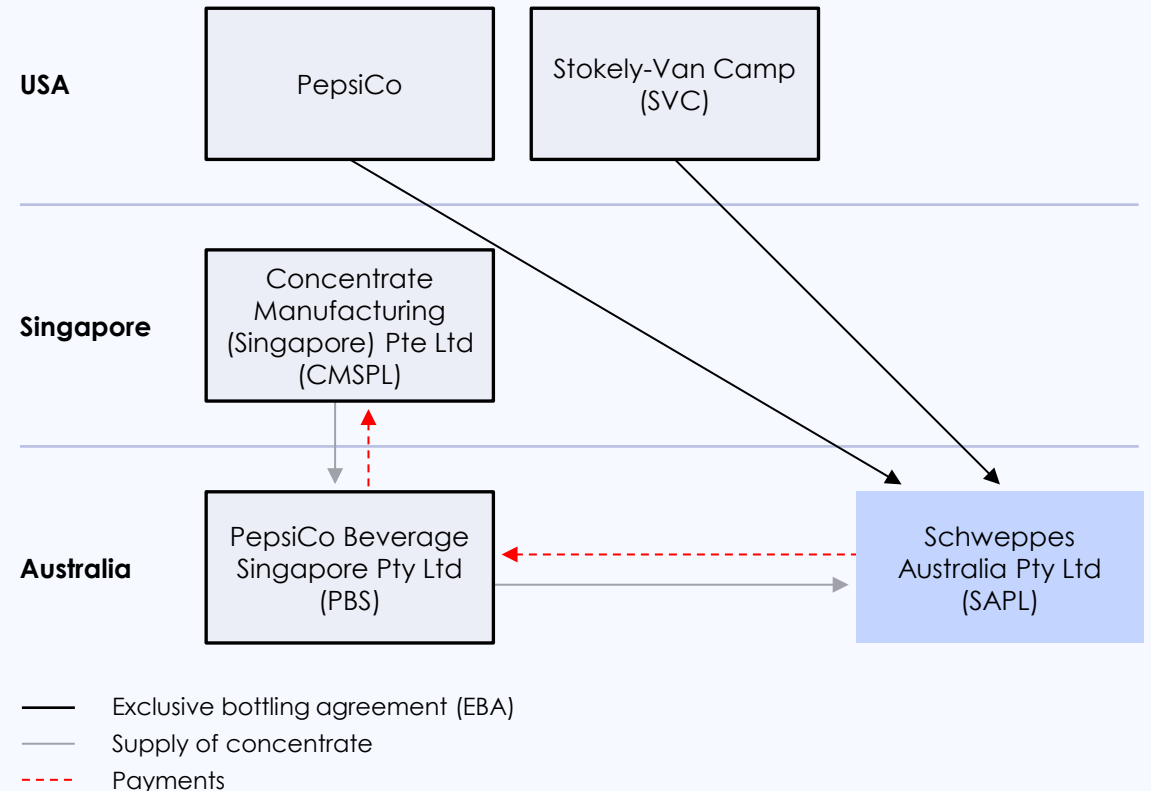 USA
PepsiCo
Stokely-Van Camp
(SVC)
Singapore
Concentrate
Manufacturing
(Singapore) Pte Ltd
(CMSPL)
Australia
PepsiCo Beverage
Singapore Pty Ltd
(PBS)
Schweppes
Australia Pty Ltd
(SAPL)
Exclusive bottling agreement (EBA)
Supply of concentrate
Payments